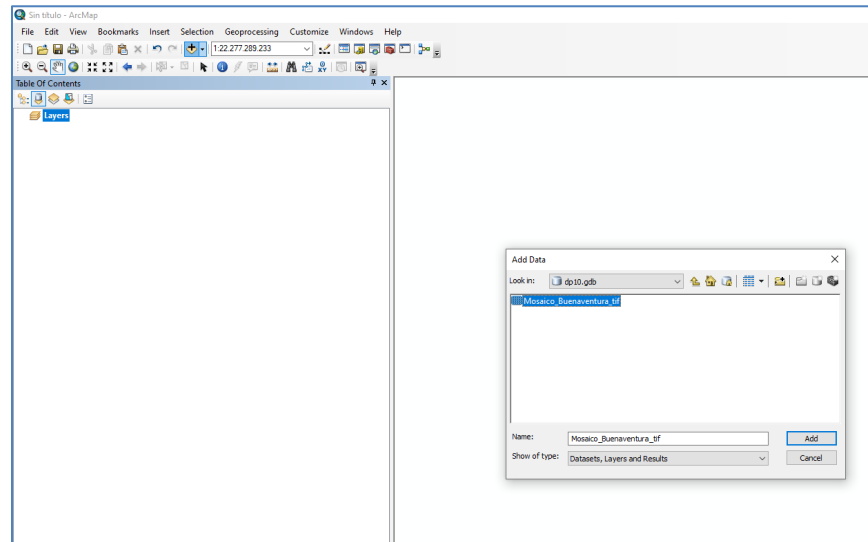 Sin título - ArcMap
File Edit View Bookmarks Insert Selection Geoprocessing Customize Windows Help
1:22.277.289.233
Table Of Contents
Layers
Add Data
Look in: dp10.gdb
Mosaico_Buenaventura_tif
Name: Mosaico_Buenaventura_tif Add
Show of type: Datasets, Layers and Results Cancel